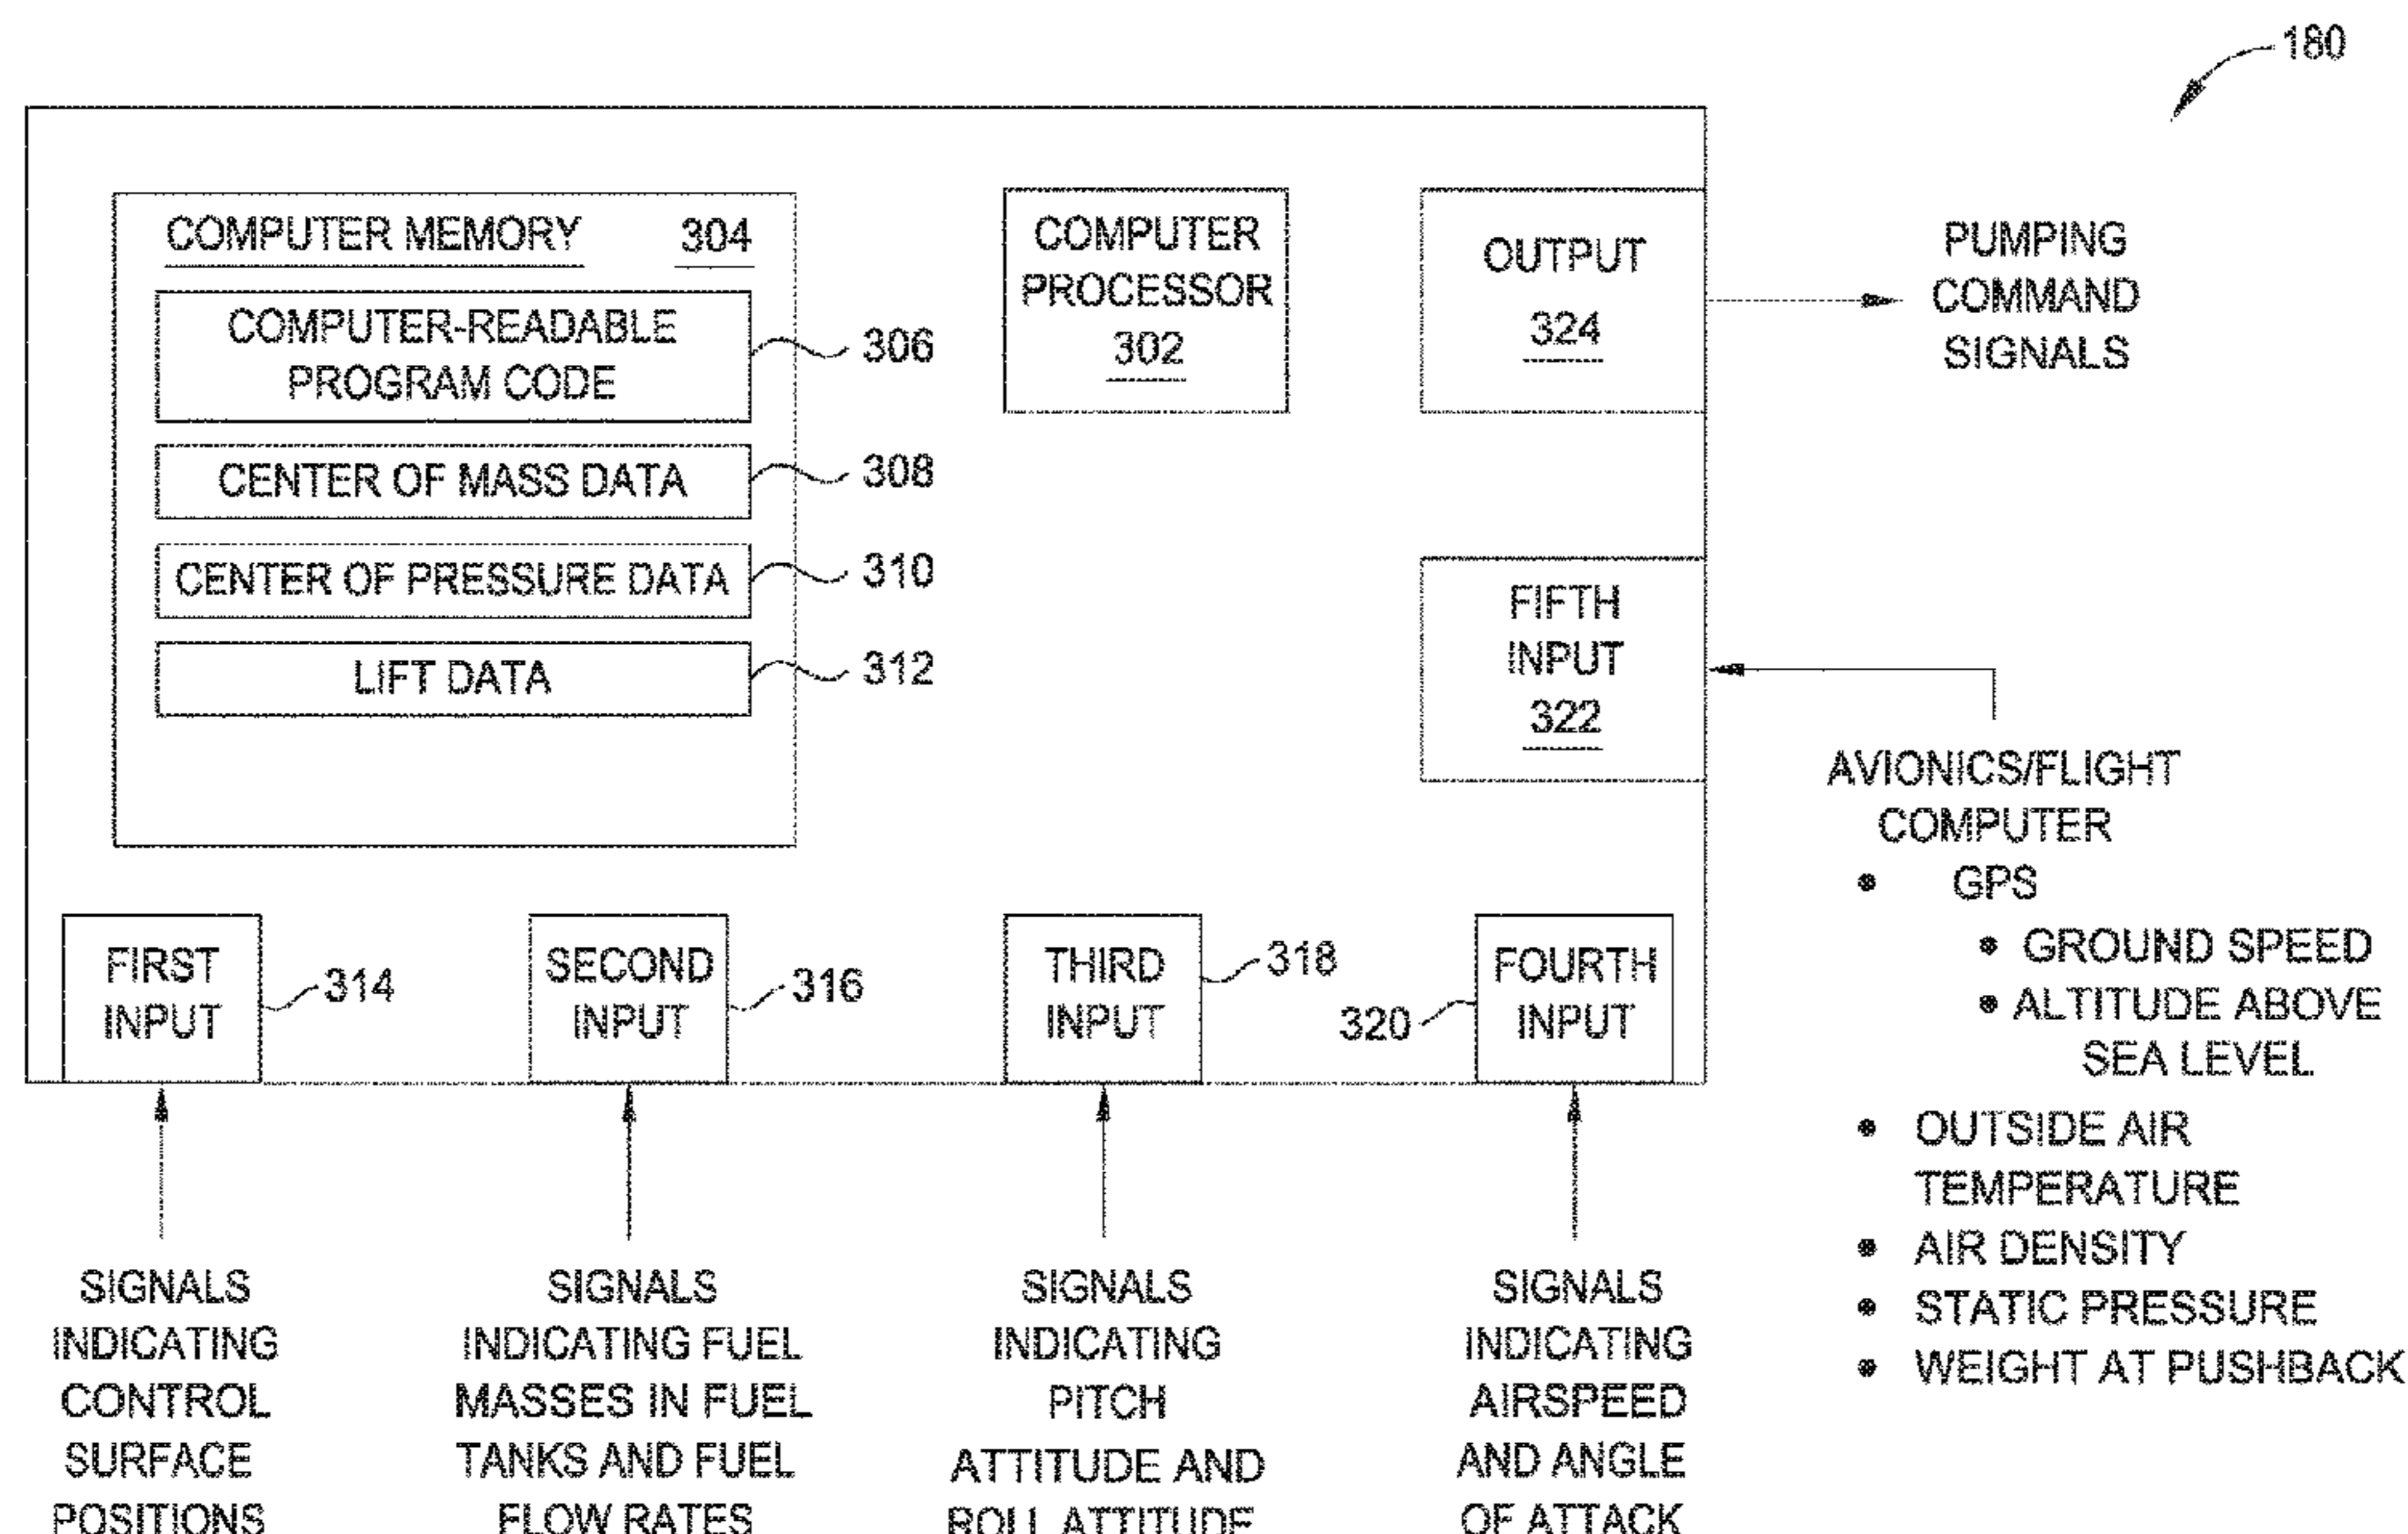 180
COMPUTER MEMORY 304
COMPUTER-READABLE
PROGRAM CODE
306
CENTER OF MASS DATA
308
CENTER OF PRESSURE DATA
310
LIFT DATA
312
COMPUTER
PROCESSOR
302
OUTPUT
324
PUMPING
COMMAND
SIGNALS
FIFTH
INPUT
322
AVIONICS/FLIGHT
COMPUTER
• GPS
• GROUND SPEED
• ALTITUDE ABOVE
SEA LEVEL
• OUTSIDE AIR
TEMPERATURE
• AIR DENSITY
• STATIC PRESSURE
• WEIGHT AT PUSHBACK
FIRST
INPUT
314
SECOND
INPUT
316
THIRD
INPUT
318
FOURTH
INPUT
320
SIGNALS
INDICATING
CONTROL
SURFACE
POSITIONS
SIGNALS
INDICATING FUEL
MASSES IN FUEL
TANKS AND FUEL
FLOW RATES
SIGNALS
INDICATING
PITCH
ATTITUDE AND
ROLL ATTITUDE
SIGNALS
INDICATING
AIRSPEED
AND ANGLE
OF ATTACK